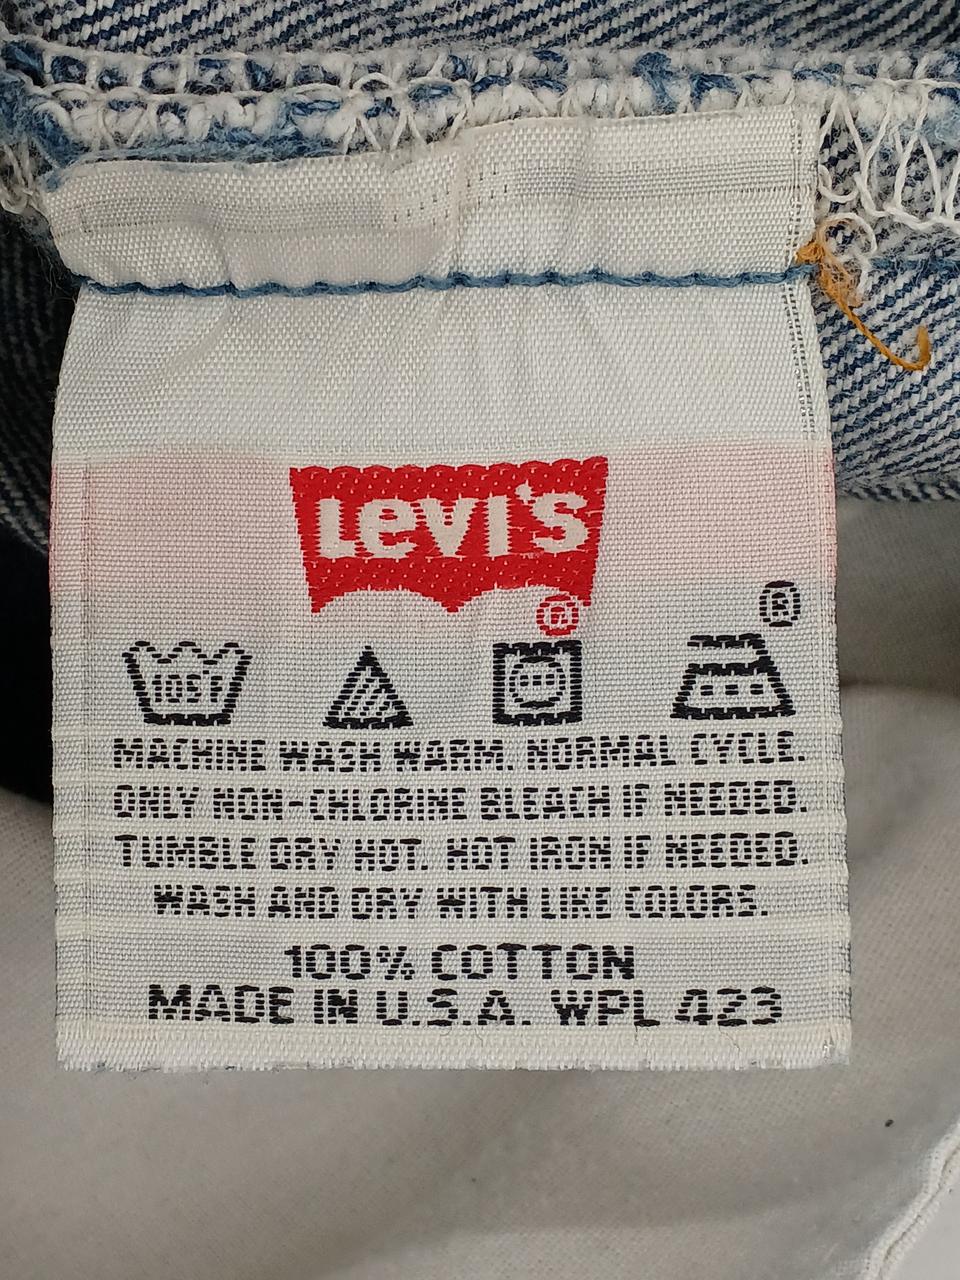 LEVI'S
®
®
105°F
MACHINE WASH WARM. NORMAL CYCLE.
ONLY NON-CHLORINE BLEACH IF NEEDED.
TUMBLE DRY HOT. HOT IRON IF NEEDED.
WASH AND DRY WITH LIKE COLORS.
100% COTTON
MADE IN U.S.A. WPL 423